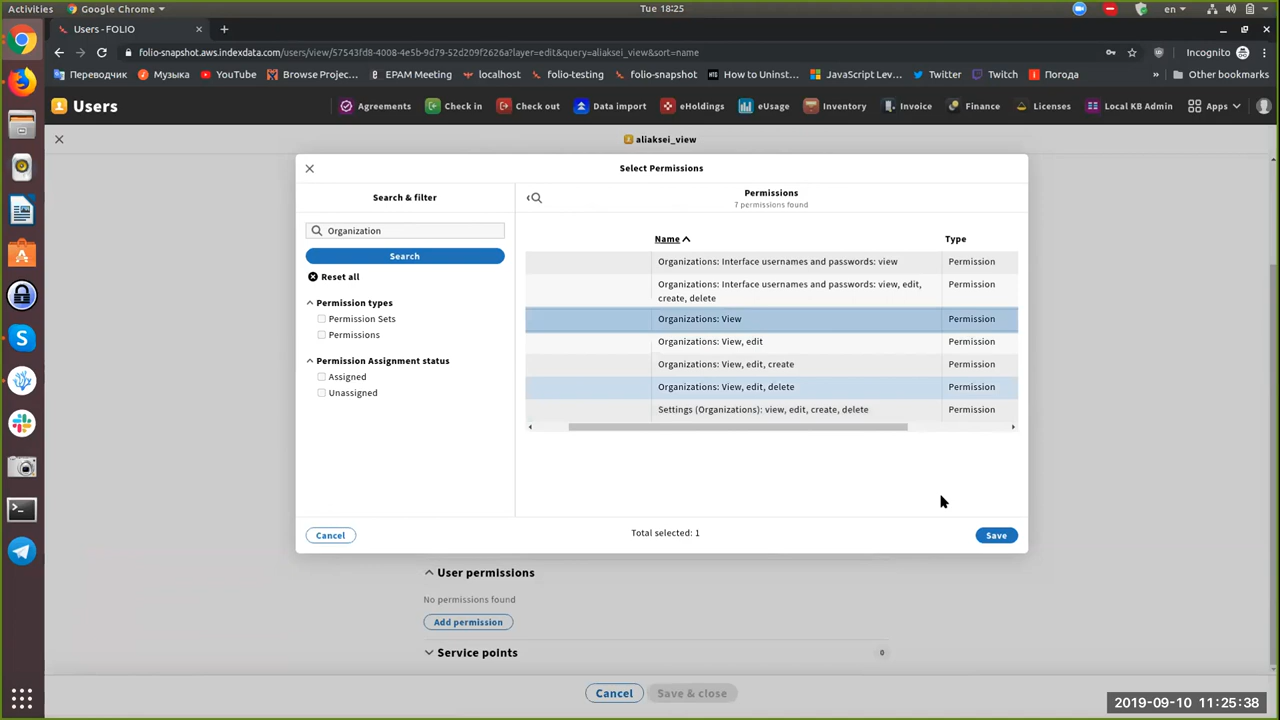 Activities
Google Chrome
Tue 18:25
en
Users - FOLIO
folio-snapshot.aws.indexdata.com/users/view/57543fd8-4008-4e5b-9d79-52d209f2626a?layer=edit&query=aliaksei_view&sort=name
Incognito
Переводчик
Музыка
YouTube
Browse Projec…
EPAM Meeting
localhost
folio-testing
folio-snapshot
How to Uninst…
JavaScript Lev…
Twitter
Twitch
Погода
»
Other bookmarks
Users
Agreements
Check in
Check out
Data import
eHoldings
eUsage
Inventory
Invoice
Finance
Licenses
Local KB Admin
Apps
aliaksei_view
Select Permissions
Search & filter
Permissions
7 permissions found
Organization
Search
Reset all
Permission types
Permission Sets
Permissions
Permission Assignment status
Assigned
Unassigned
Name
Type
Organizations: Interface usernames and passwords: view
Permission
Organizations: Interface usernames and passwords: view, edit,
create, delete
Permission
Organizations: View
Permission
Organizations: View, edit
Permission
Organizations: View, edit, create
Permission
Organizations: View, edit, delete
Permission
Settings (Organizations): view, edit, create, delete
Permission
Cancel
Total selected: 1
Save
User permissions
No permissions found
Add permission
Service points
0
Cancel
Save & close
2019-09-10 11:25:38